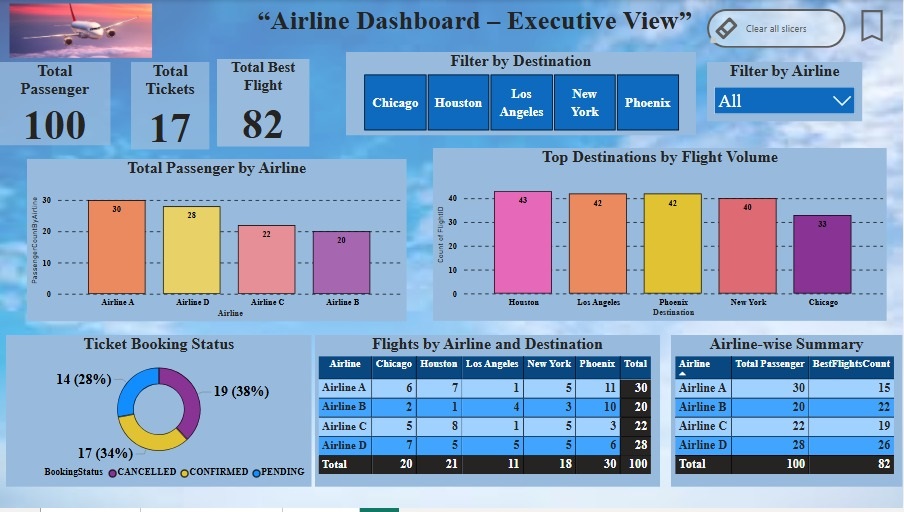 “Airline Dashboard – Executive View”
Clear all slicers
Total
Passenger
100
Total
Tickets
17
Total Best
Flight
82
Filter by Destination
Chicago
Houston
Los
Angeles
New
York
Phoenix
Filter by Airline
All
Total Passenger by Airline
PassengerCountByAirline
30
20
10
0
30
28
22
20
Airline A
Airline D
Airline C
Airline B
Airline
Top Destinations by Flight Volume
Count of FlightID
40
30
20
10
0
43
42
42
40
33
Houston
Los Angeles
Phoenix
New York
Chicago
Destination
Ticket Booking Status
14 (28%)
19 (38%)
17 (34%)
BookingStatus CANCELLED CONFIRMED PENDING
Flights by Airline and Destination
Airline Chicago Houston Los Angeles New York Phoenix Total
Airline A 6 7 1 5 11 30
Airline B 2 1 4 3 10 20
Airline C 5 8 1 5 3 22
Airline D 7 5 5 5 6 28
Total 20 21 11 18 30 100
Airline-wise Summary
Airline Total Passenger BestFlightsCount
Airline A 30 15
Airline B 20 22
Airline C 22 19
Airline D 28 26
Total 100 82